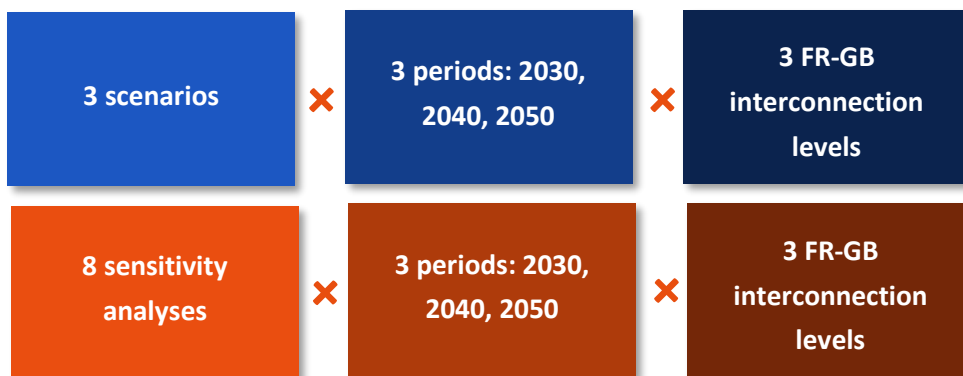 3 scenarios
×
3 periods: 2030,
2040, 2050
×
3 FR-GB
interconnection
levels
8 sensitivity
analyses
×
3 periods: 2030,
2040, 2050
×
3 FR-GB
interconnection
levels